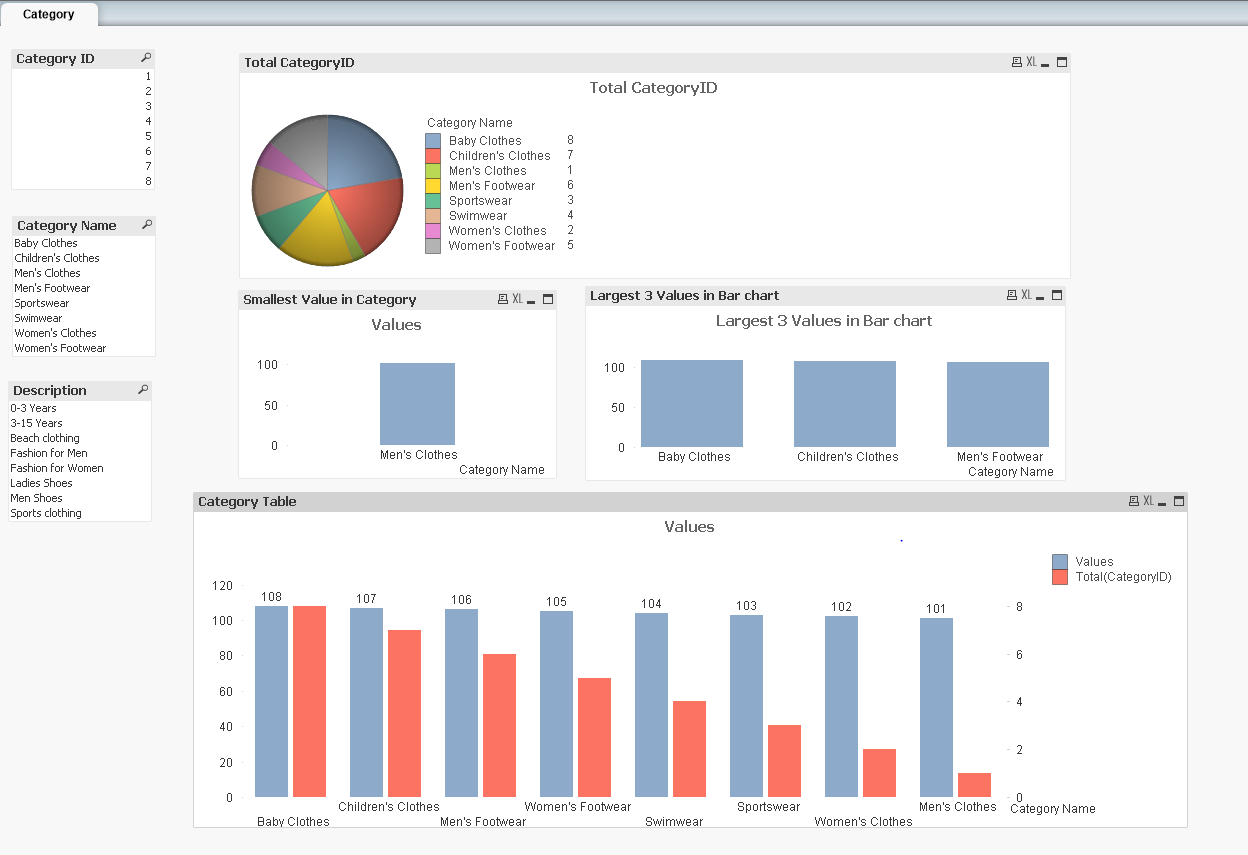 Category
Category ID
1
2
3
4
5
6
7
8
Category Name
Baby Clothes
Children's Clothes
Men's Clothes
Men's Footwear
Sportswear
Swimwear
Women's Clothes
Women's Footwear
Description
0-3 Years
3-15 Years
Beach clothing
Fashion for Men
Fashion for Women
Ladies Shoes
Men Shoes
Sports clothing
Total CategoryID
XL
Total CategoryID
Category Name
Baby Clothes 8
Children's Clothes 7
Men's Clothes 1
Men's Footwear 6
Sportswear 3
Swimwear 4
Women's Clothes 2
Women's Footwear 5
Smallest Value in Category
XL
Values
100
50
0
Men's Clothes
Category Name
Largest 3 Values in Bar chart
XL
Largest 3 Values in Bar chart
100
50
0
Baby Clothes Children's Clothes Men's Footwear
Category Name
Category Table
XL
Values
Values
Total(CategoryID)
120
100
80
60
40
20
0
108 107 106 105 104 103 102 101
8
6
4
2
0
Children's Clothes Women's Footwear Sportswear Men's Clothes
Category Name
Baby Clothes Men's Footwear Swimwear Women's Clothes